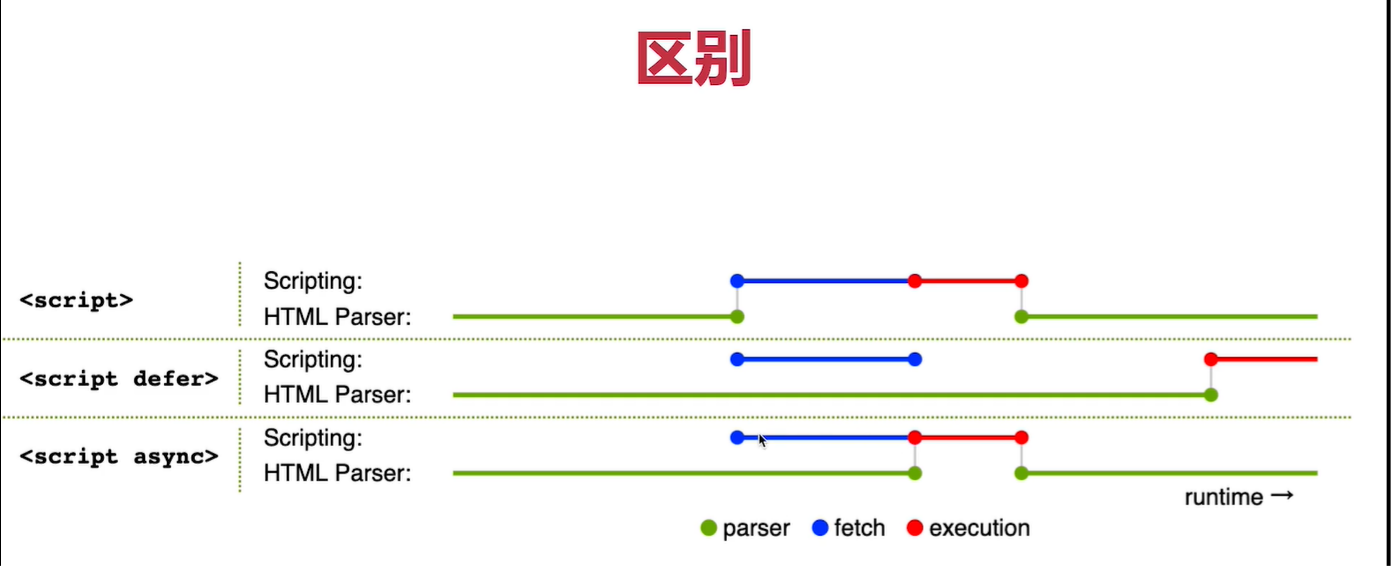 区别
<script>
Scripting:
HTML Parser:
<script defer>
Scripting:
HTML Parser:
<script async>
Scripting:
HTML Parser:
runtime →
parser fetch execution